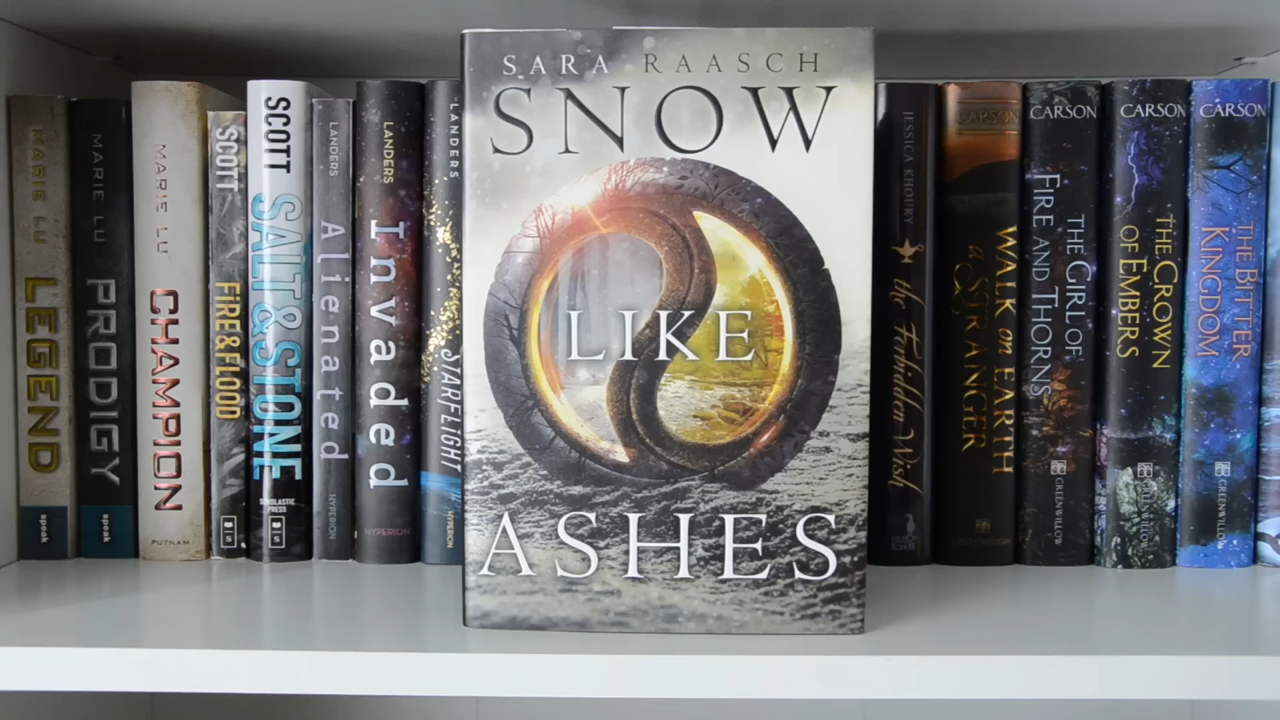 MARIE LU LEGEND speak
MARIE LU PRODIGY speak
MARIE LU CHAMPION PUTNAM
SCOTT FIRE & FLOOD
SCOTT SALT & STONE SCHOLASTIC PRESS
LANDERS Alienated HYPERION
LANDERS Invaded HYPERION
LANDERS STARFLIGHT HYPERION
SARA RAASCH
SNOW
LIKE
ASHES
JESSICA KHOURY the Forbidden Wish
CARSON WALK on EARTH a STRANGER GREENWILLOW
CARSON THE GIRL OF FIRE AND THORNS GREENWILLOW
CARSON THE CROWN OF EMBERS GREENWILLOW
CARSON THE BITTER KINGDOM GREENWILLOW